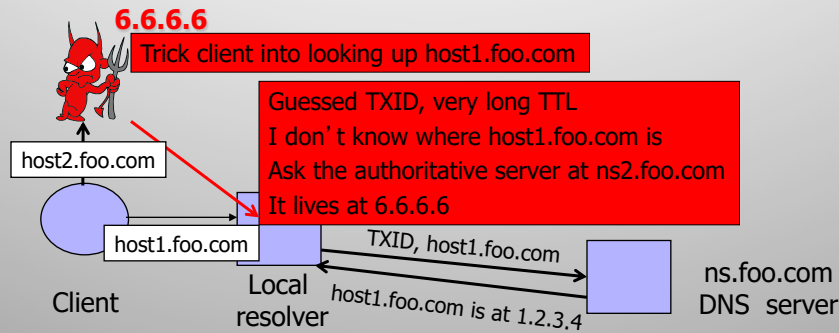 6.6.6.6
Trick client into looking up host1.foo.com
Guessed TXID, very long TTL
I don't know where host1.foo.com is
Ask the authoritative server at ns2.foo.com
It lives at 6.6.6.6
host2.foo.com
host1.foo.com
TXID, host1.foo.com
host1.foo.com is at 1.2.3.4
Client
Local
resolver
ns.foo.com
DNS server